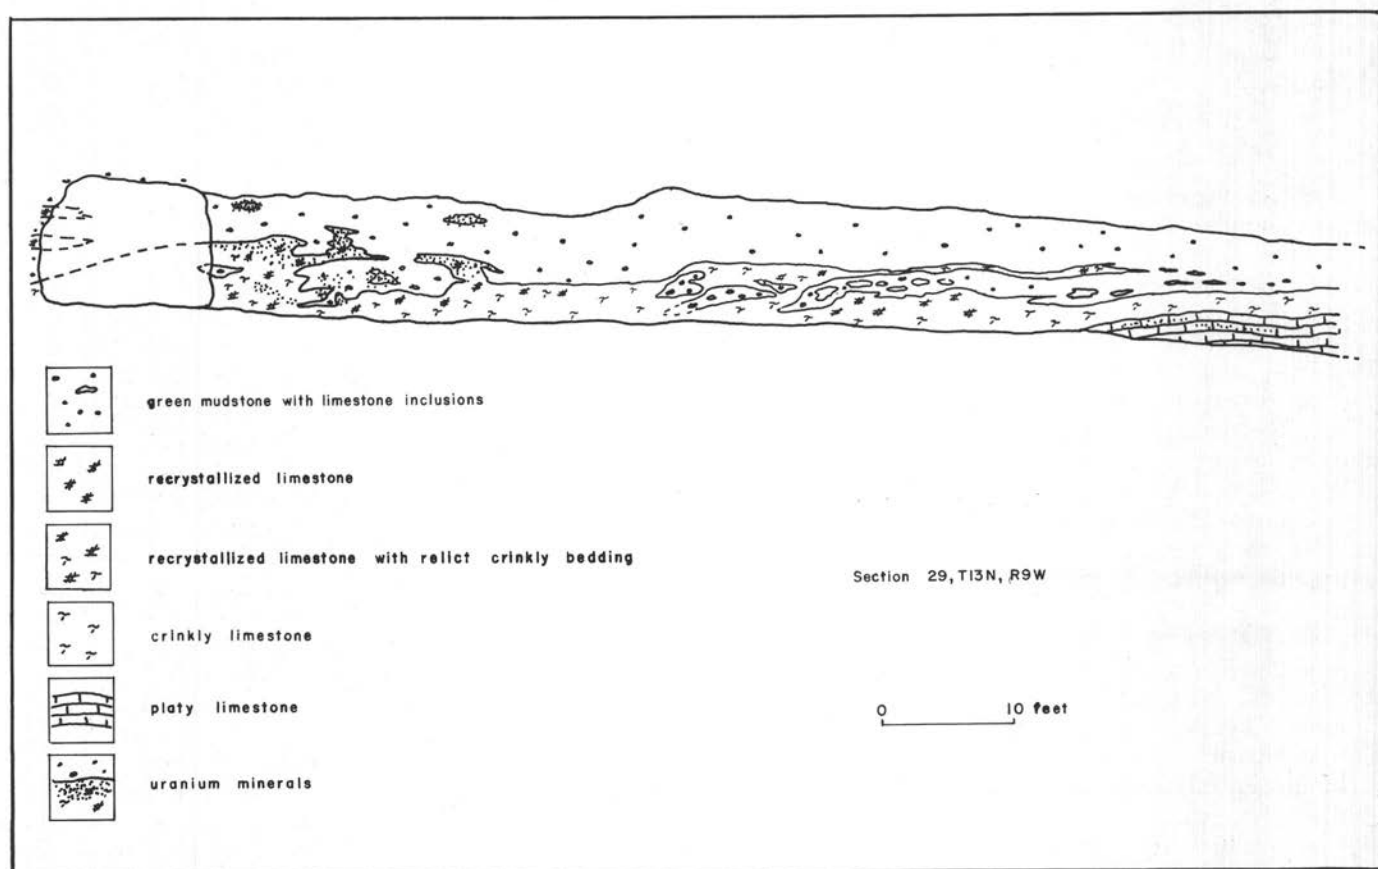 green mudstone with limestone inclusions
recrystallized limestone
recrystallized limestone with relict crinkly bedding
Section 29, T13N, R9W
crinkly limestone
platy limestone
0 10 feet
uranium minerals